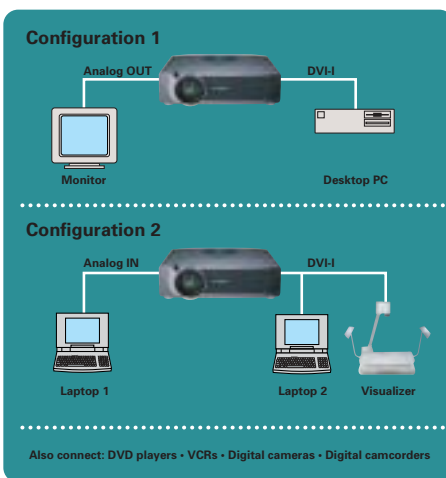 Configuration 1
Analog OUT DVI-I
Monitor Desktop PC
Configuration 2
Analog IN DVI-I
Laptop 1 Laptop 2 Visualizer
Also connect: DVD players • VCRs • Digital cameras • Digital camcorders